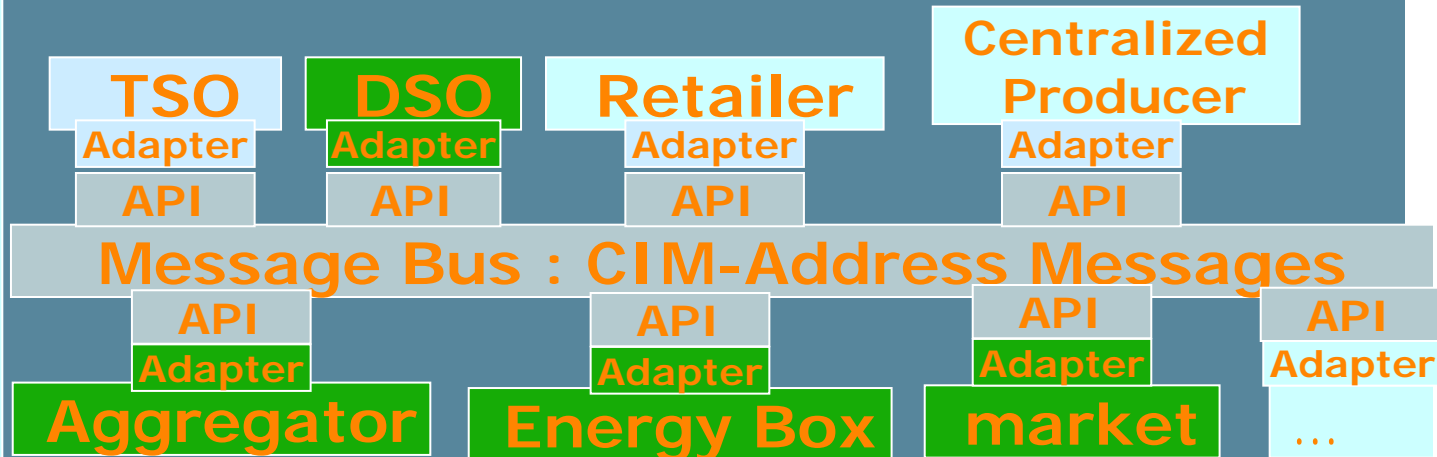 Centralized
Producer
TSO
DSO
Retailer
Adapter
Adapter
Adapter
Adapter
API
API
API
API
Message Bus : CIM-Address Messages
API
API
API
API
Adapter
Adapter
Adapter
Adapter
Aggregator
Energy Box
market
...